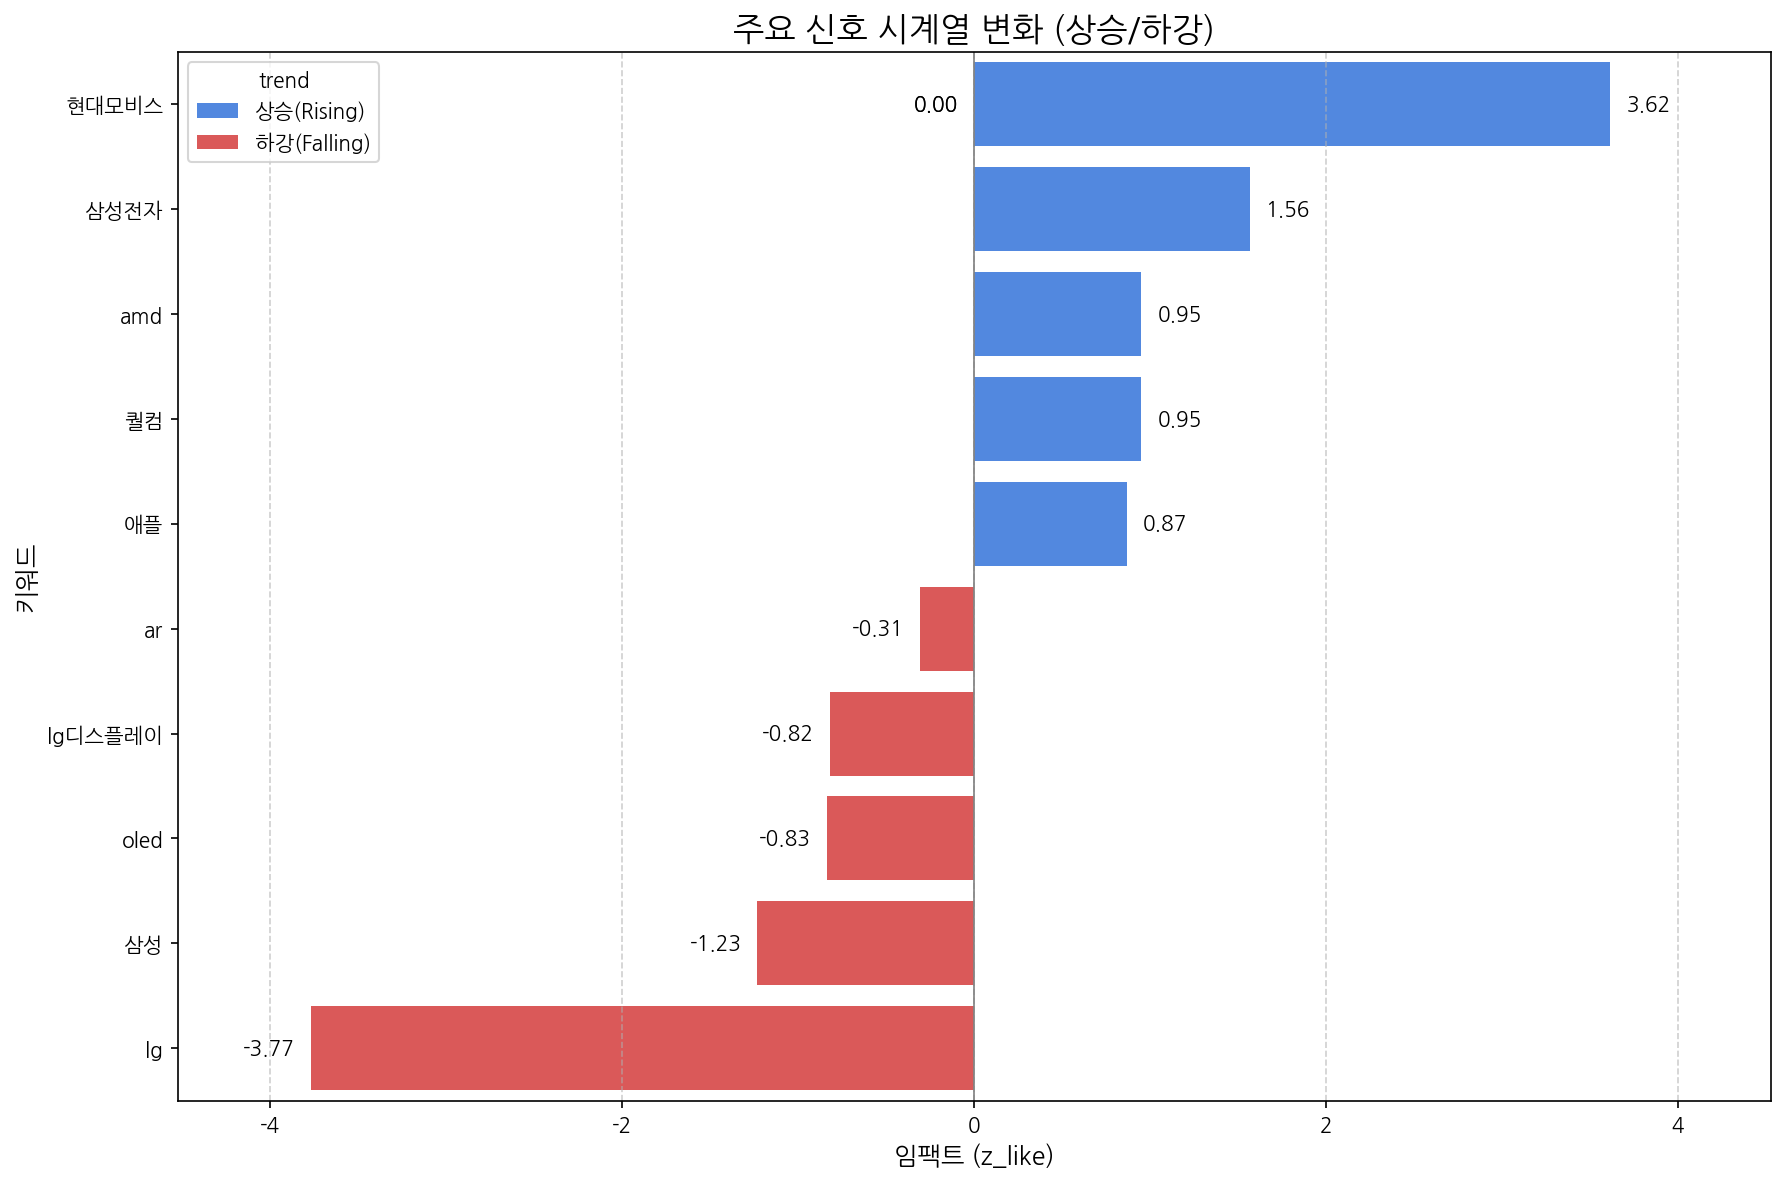 주요 신호 시계열 변화 (상승/하강)
trend
상승(Rising)
하강(Falling)
현대모비스
0.00
3.62
삼성전자
1.56
amd
0.95
퀄컴
0.95
애플
0.87
키워드
ar
-0.31
lg디스플레이
-0.82
oled
-0.83
삼성
-1.23
lg
-3.77
-4
-2
0
2
4
임팩트 (z_like)